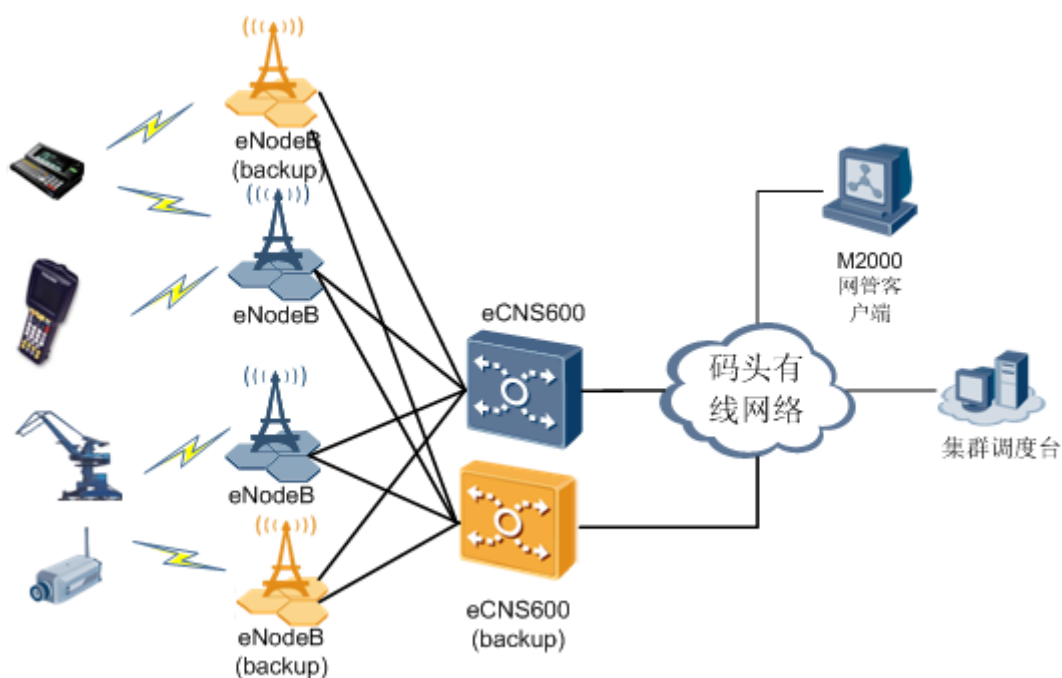 eNodeB
(backup)
eNodeB
eNodeB
eNodeB
(backup)
eCNS600
eCNS600
(backup)
码头有
线网络
M2000
网管客
户端
集群调度台